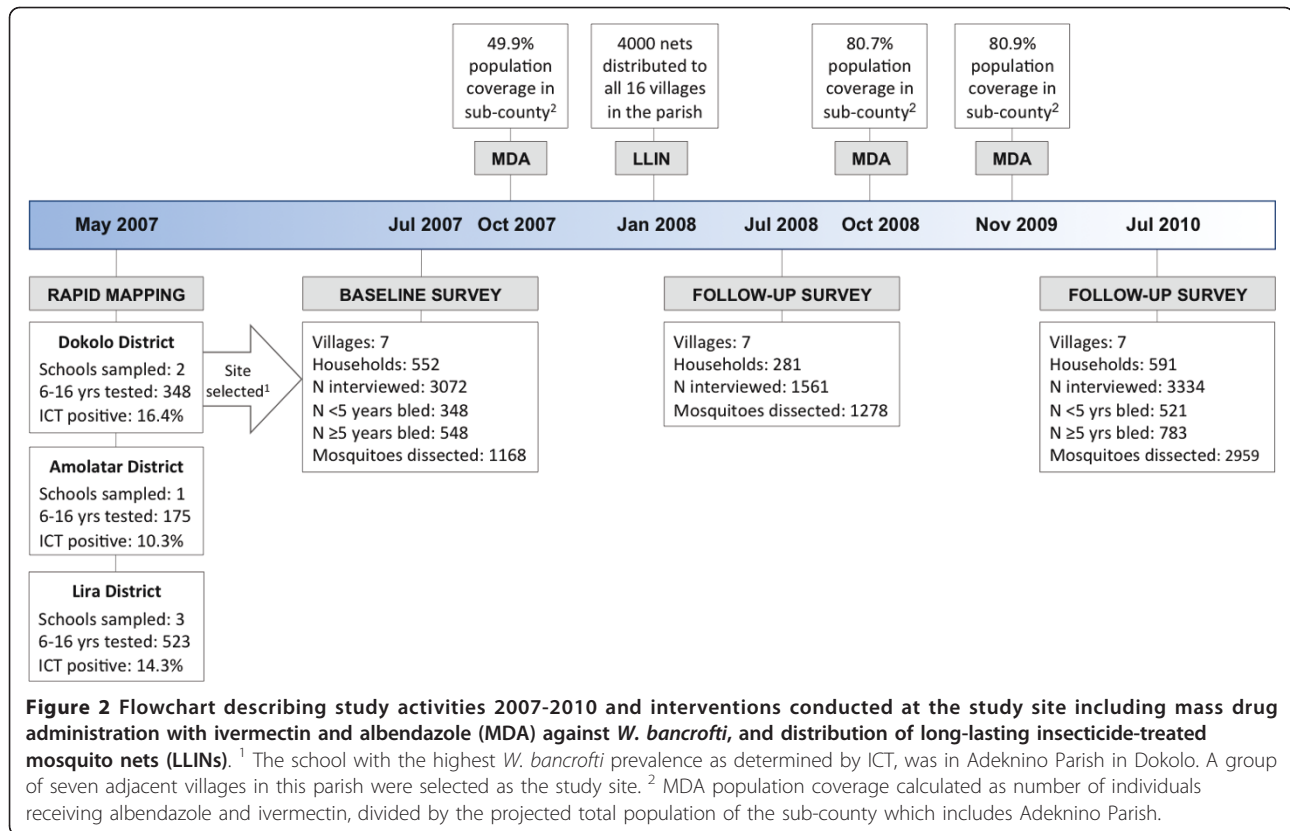 49.9%
population
coverage in
sub-county²
4000 nets
distributed to
all 16 villages
in the parish
80.7%
population
coverage in
sub-county²
80.9%
population
coverage in
sub-county²
MDA
LLIN
MDA
MDA
May 2007
Jul 2007
Oct 2007
Jan 2008
Jul 2008
Oct 2008
Nov 2009
Jul 2010
RAPID MAPPING
Dokolo District
Schools sampled: 2
6-16 yrs tested: 348
ICT positive: 16.4%
Amolatar District
Schools sampled: 1
6-16 yrs tested: 175
ICT positive: 10.3%
Lira District
Schools sampled: 3
6-16 yrs tested: 523
ICT positive: 14.3%
Site
selected¹
BASELINE SURVEY
Villages: 7
Households: 552
N interviewed: 3072
N <5 years bled: 348
N ≥5 years bled: 548
Mosquitoes dissected: 1168
FOLLOW-UP SURVEY
Villages: 7
Households: 281
N interviewed: 1561
Mosquitoes dissected: 1278
FOLLOW-UP SURVEY
Villages: 7
Households: 591
N interviewed: 3334
N <5 yrs bled: 521
N ≥5 yrs bled: 783
Mosquitoes dissected: 2959
Figure 2 Flowchart describing study activities 2007-2010 and interventions conducted at the study site including mass drug
administration with ivermectin and albendazole (MDA) against W. bancrofti, and distribution of long-lasting insecticide-treated
mosquito nets (LLINs). ¹ The school with the highest W. bancrofti prevalence as determined by ICT, was in Adeknino Parish in Dokolo. A group
of seven adjacent villages in this parish were selected as the study site. ² MDA population coverage calculated as number of individuals
receiving albendazole and ivermectin, divided by the projected total population of the sub-county which includes Adeknino Parish.